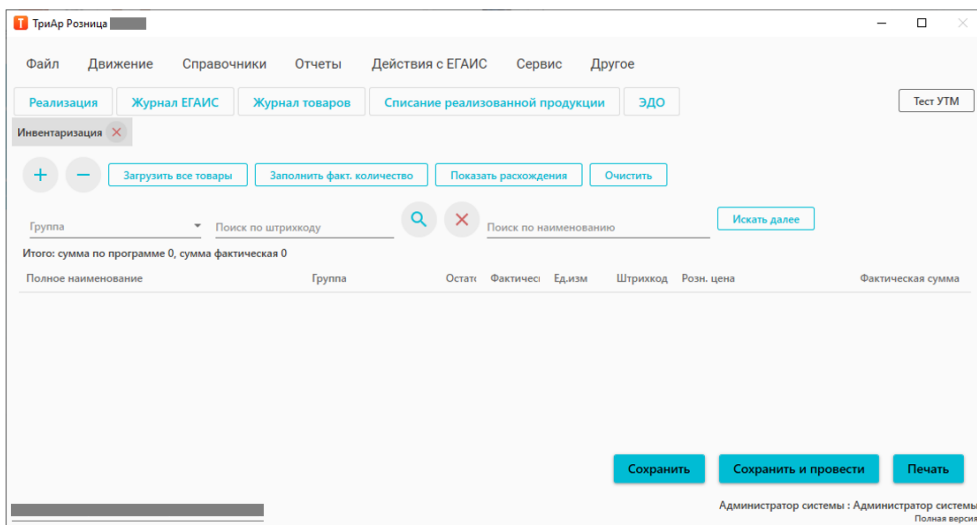 Т ТриАр Розница
Файл Движение Справочники Отчеты Действия с ЕГАИС Сервис Другое
Реализация Журнал ЕГАИС Журнал товаров Списание реализованной продукции ЭДО Тест УТМ
Инвентаризация
Загрузить все товары Заполнить факт. количество Показать расхождения Очистить
Группа Поиск по штрихкоду Поиск по наименованию Искать далее
Итого: сумма по программе 0, сумма фактическая 0
Полное наименование Группа Остато Фактичес Ед.изм Штрихкод Розн. цена Фактическая сумма
Сохранить Сохранить и провести Печать
Администратор системы : Администратор систем
Полная версия